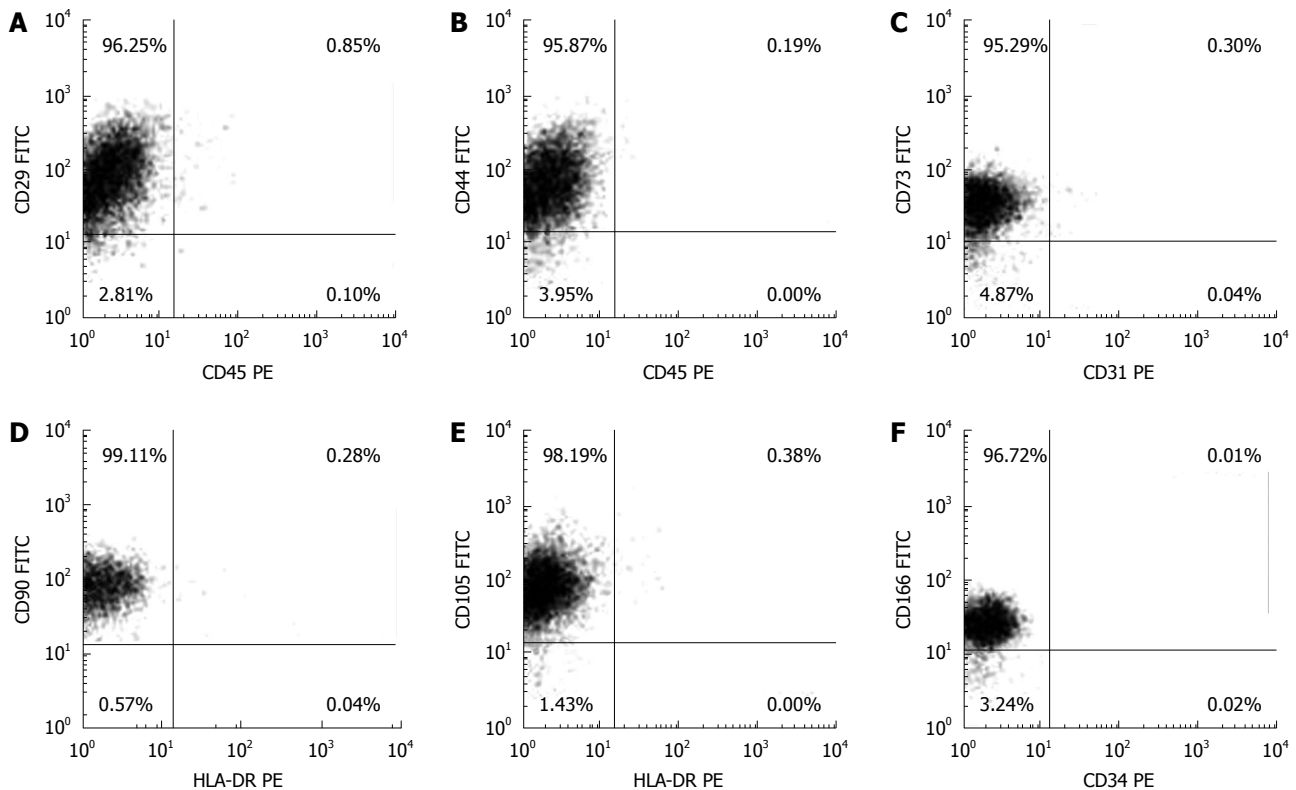 A
10⁴
10³
10²
10¹
10⁰
CD29 FITC
96.25%
0.85%
2.81%
0.10%
10⁰ 10¹ 10² 10³ 10⁴
CD45 PE
B
10⁴
10³
10²
10¹
10⁰
CD44 FITC
95.87%
0.19%
3.95%
0.00%
10⁰ 10¹ 10² 10³ 10⁴
CD45 PE
C
10⁴
10³
10²
10¹
10⁰
CD73 FITC
95.29%
0.30%
4.87%
0.04%
10⁰ 10¹ 10² 10³ 10⁴
CD31 PE
D
10⁴
10³
10²
10¹
10⁰
CD90 FITC
99.11%
0.28%
0.57%
0.04%
10⁰ 10¹ 10² 10³ 10⁴
HLA-DR PE
E
10⁴
10³
10²
10¹
10⁰
CD105 FITC
98.19%
0.38%
1.43%
0.00%
10⁰ 10¹ 10² 10³ 10⁴
HLA-DR PE
F
10⁴
10³
10²
10¹
10⁰
CD166 FITC
96.72%
0.01%
3.24%
0.02%
10⁰ 10¹ 10² 10³ 10⁴
CD34 PE